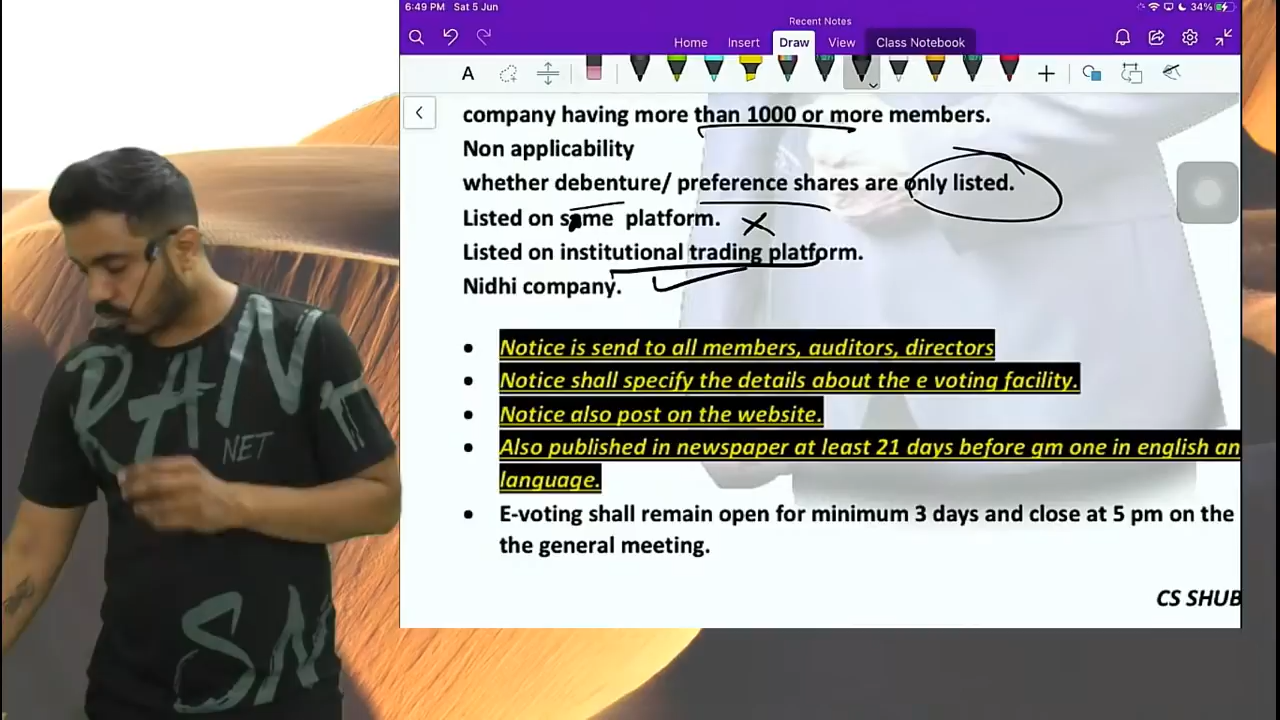 6:49 PM Sat 5 Jun
34%
Recent Notes
Home Insert Draw View Class Notebook
A
company having more than 1000 or more members.
Non applicability
whether debenture/ preference shares are only listed.
Listed on same platform.
Listed on institutional trading platform.
Nidhi company.
• Notice is send to all members, auditors, directors
• Notice shall specify the details about the e voting facility.
• Notice also post on the website.
• Also published in newspaper at least 21 days before gm one in english an
language.
• E-voting shall remain open for minimum 3 days and close at 5 pm on the
the general meeting.
CS SHUB
RAN
NET
SN